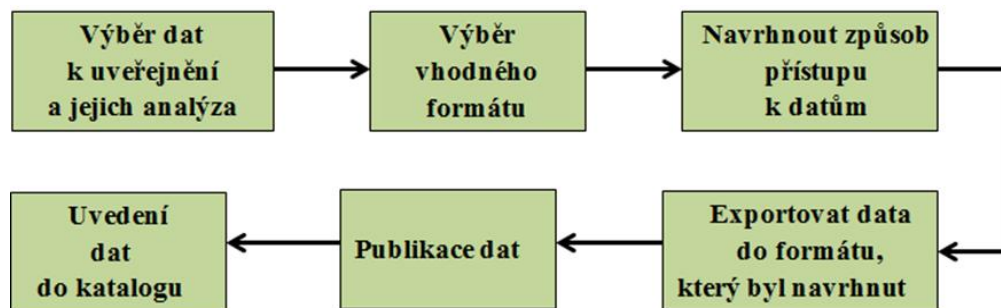 Výběr dat
k uveřejnění
a jejich analýza
Výběr
vhodného
formátu
Navrhnout způsob
přístupu
k datům
Exportovat data
do formátu,
který byl navrhnut
Publikace dat
Uvedení
dat
do katalogu